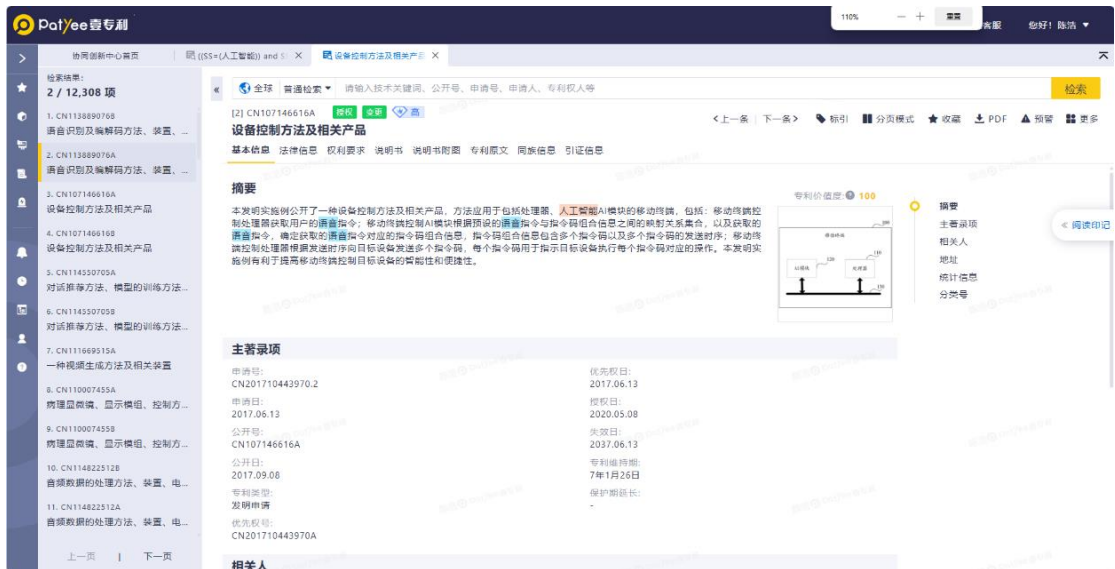 PatYee壹专利
110%
重置
客服
您好！陈浩
协同创新中心首页
((SS=(人工智能)) and S
设备控制方法及相关产品
检索结果：
2 / 12,308 项
1. CN113889076B
语音识别及编解码方法、装置、...
2. CN113889076A
语音识别及编解码方法、装置、...
3. CN107146616A
设备控制方法及相关产品
4. CN107146616B
设备控制方法及相关产品
5. CN114550705A
对话推荐方法、模型的训练方法...
6. CN114550705B
对话推荐方法、模型的训练方法...
7. CN111669515A
一种视频生成方法及相关装置
8. CN110007455A
病理显微镜、显示模组、控制方...
9. CN110007455B
病理显微镜、显示模组、控制方...
10. CN114822512B
音频数据的处理方法、装置、电...
11. CN114822512A
音频数据的处理方法、装置、电...
上一页 | 下一页
全球 普通检索 请输入技术关键词、公开号、申请号、申请人、专利权人等
检索
[2] CN107146616A 授权 变更 高
设备控制方法及相关产品
<上一条 下一条> 标引 分页模式 收藏 PDF 预警 更多
基本信息 法律信息 权利要求 说明书 说明书附图 专利原文 同族信息 引证信息
摘要
本发明实施例公开了一种设备控制方法及相关产品，方法应用于包括处理器、人工智能AI模块的移动终端，包括：移动终端控
制处理器获取用户的语音指令；移动终端控制AI模块根据预设的语音指令与指令码组合信息之间的映射关系集合，以及获取的
语音指令，确定获取的语音指令对应的指令码组合信息，指令码组合信息包含多个指令码以及多个指令码的发送时序；移动终
端控制处理器根据发送时序向目标设备发送多个指令码，每个指令码用于指示目标设备执行每个指令码对应的操作。本发明实
施例有利于提高移动终端控制目标设备的智能性和便捷性。
专利价值度: 100
移动终端
100
AI模块
120
处理器
110
130
摘要
主著录项
相关人
地址
统计信息
分类号
阅读印记
主著录项
申请号:
CN201710443970.2
申请日:
2017.06.13
公开号:
CN107146616A
公开日:
2017.09.08
专利类型:
发明申请
优先权号:
CN201710443970A
优先权日:
2017.06.13
授权日:
2020.05.08
失效日:
2037.06.13
专利维持期:
7年1月26日
保护期延长:
-
相关人